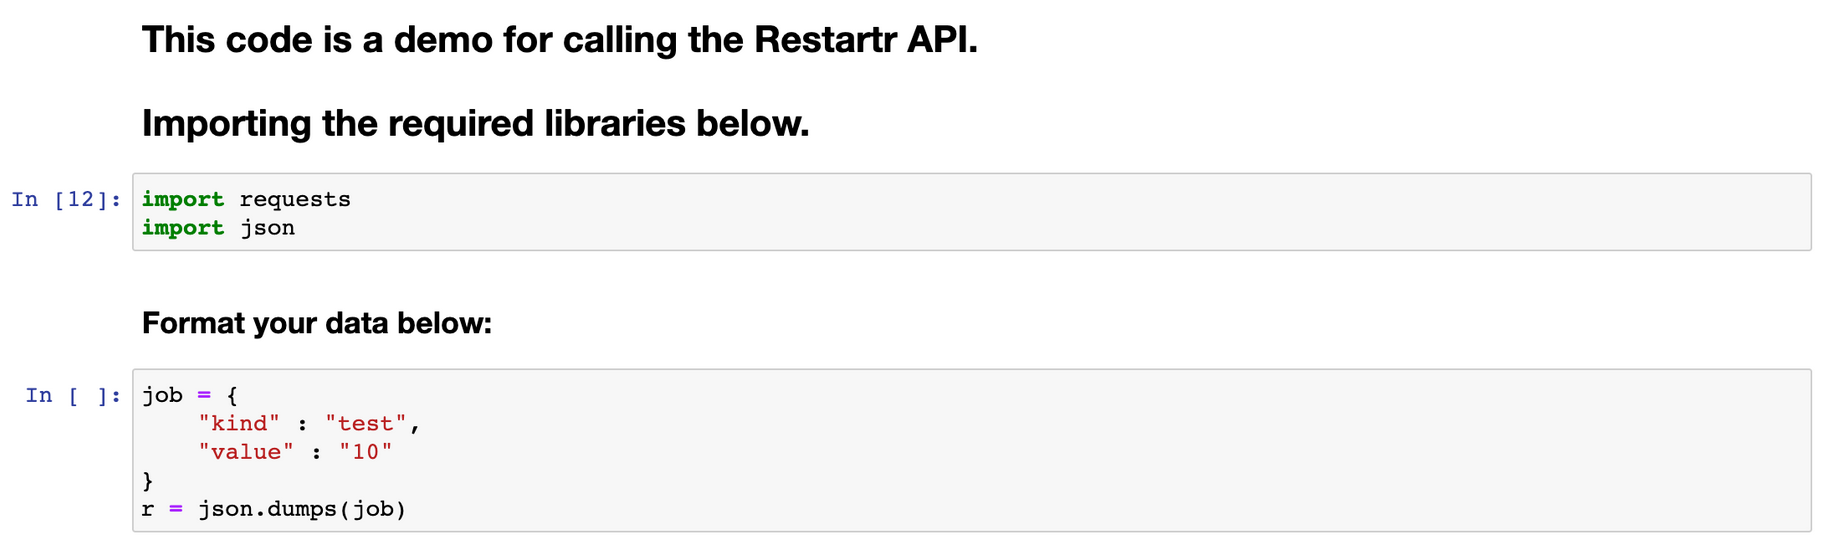 This code is a demo for calling the Restartr API.
Importing the required libraries below.
In [12]: import requests
import json
Format your data below:
In [ ]: job = {
"kind" : "test",
"value" : "10"
}
r = json.dumps(job)